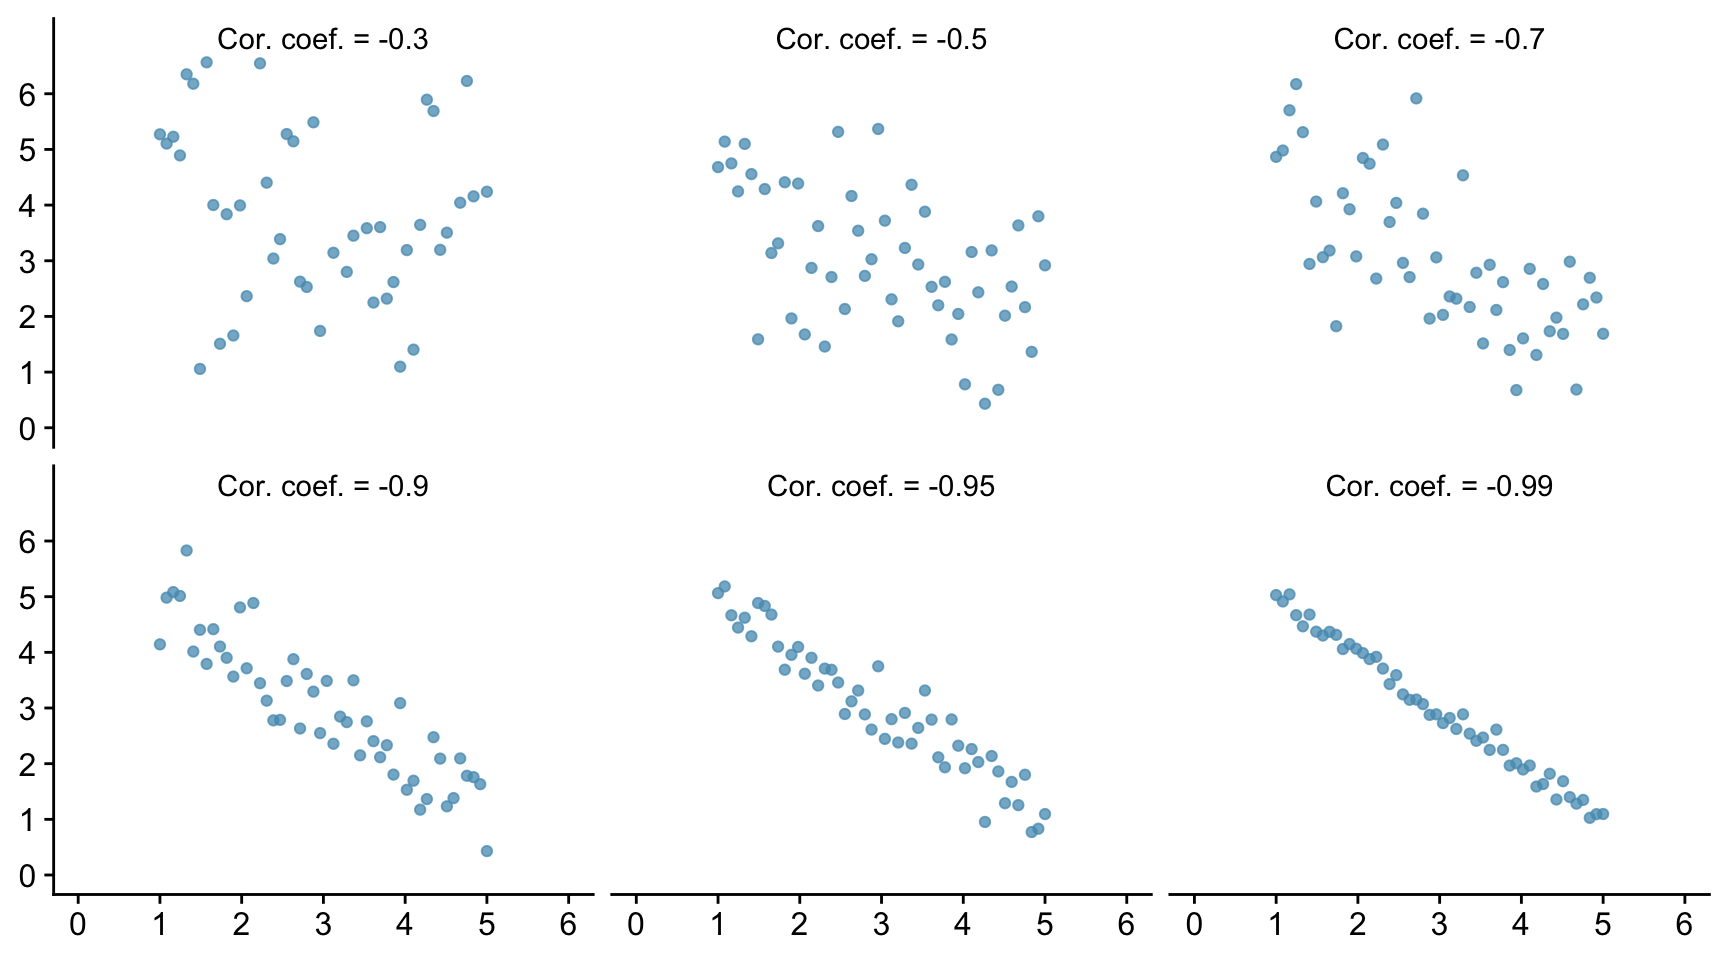 Cor. coef. = -0.3
Cor. coef. = -0.5
Cor. coef. = -0.7
6
5
4
3
2
1
0
Cor. coef. = -0.9
Cor. coef. = -0.95
Cor. coef. = -0.99
6
5
4
3
2
1
0
0 1 2 3 4 5 6
0 1 2 3 4 5 6
0 1 2 3 4 5 6